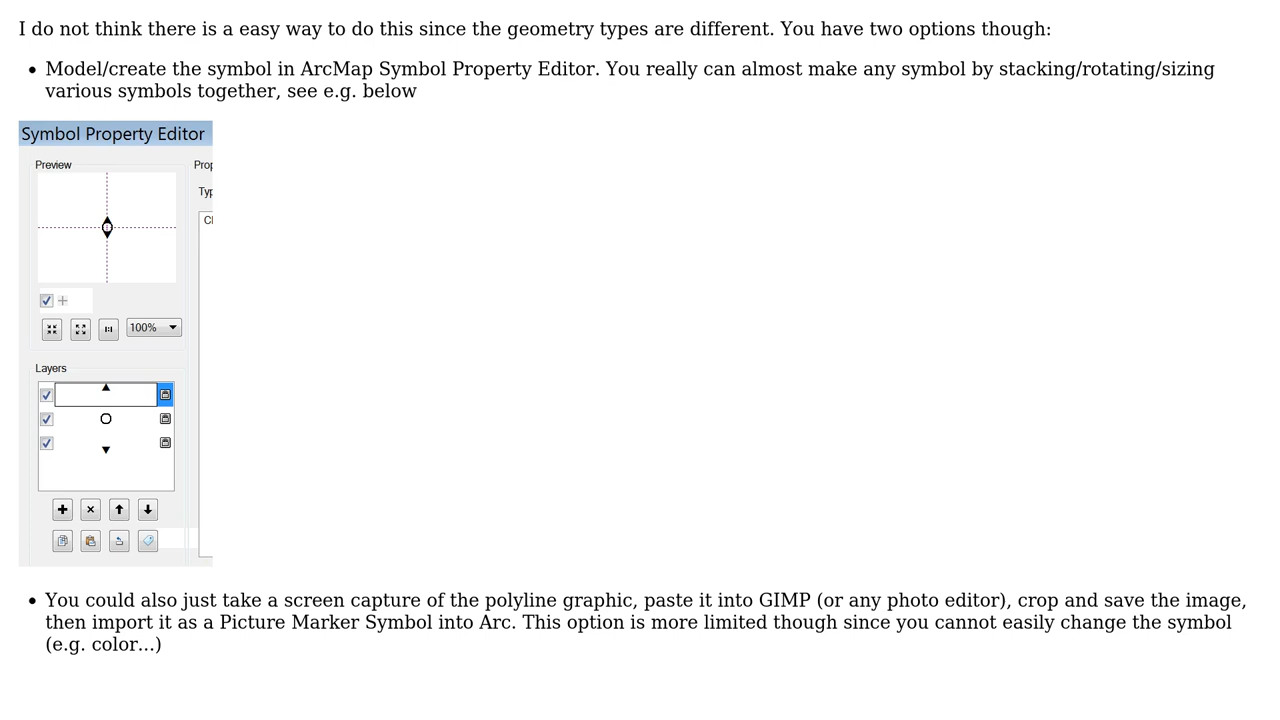 I do not think there is a easy way to do this since the geometry types are different. You have two options though:
• Model/create the symbol in ArcMap Symbol Property Editor. You really can almost make any symbol by stacking/rotating/sizing
various symbols together, see e.g. below
Symbol Property Editor
Preview
100%
1:1
Layers
• You could also just take a screen capture of the polyline graphic, paste it into GIMP (or any photo editor), crop and save the image,
then import it as a Picture Marker Symbol into Arc. This option is more limited though since you cannot easily change the symbol
(e.g. color...)